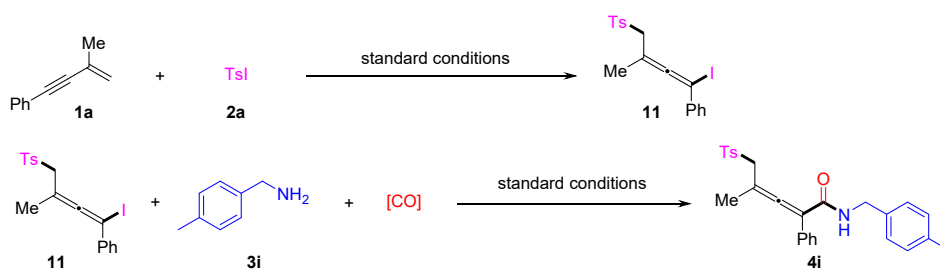 Ts
Me
standard conditions
I
+
TsI
Me
Ph
Ph
1a
2a
11
Ts
Ts
O
NH2
standard conditions
I
+
+
[CO]
Me
Me
N
H
Ph
Ph
11
3i
4i